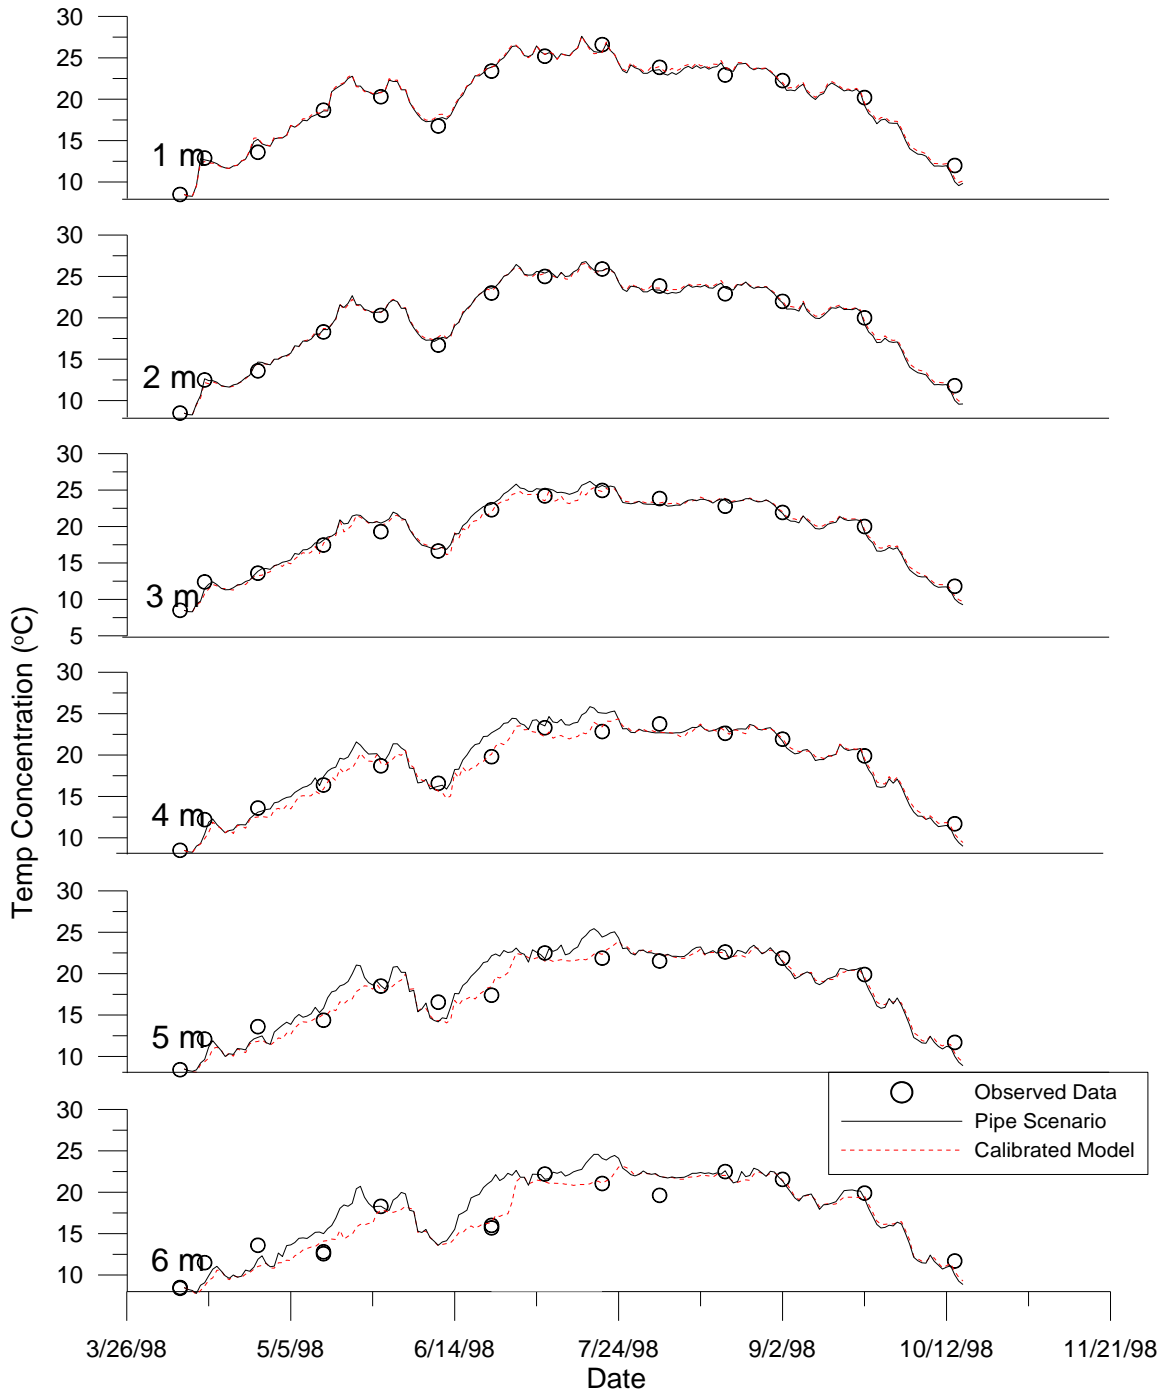 30
25
20
15
10
1 m
30
25
20
15
10
2 m
30
25
20
15
10
5
3 m
30
25
20
15
10
4 m
30
25
20
15
10
5 m
30
25
20
15
10
6 m
Temp Concentration (°C)
Observed Data
Pipe Scenario
Calibrated Model
3/26/98 5/5/98 6/14/98 7/24/98 9/2/98 10/12/98 11/21/98
Date